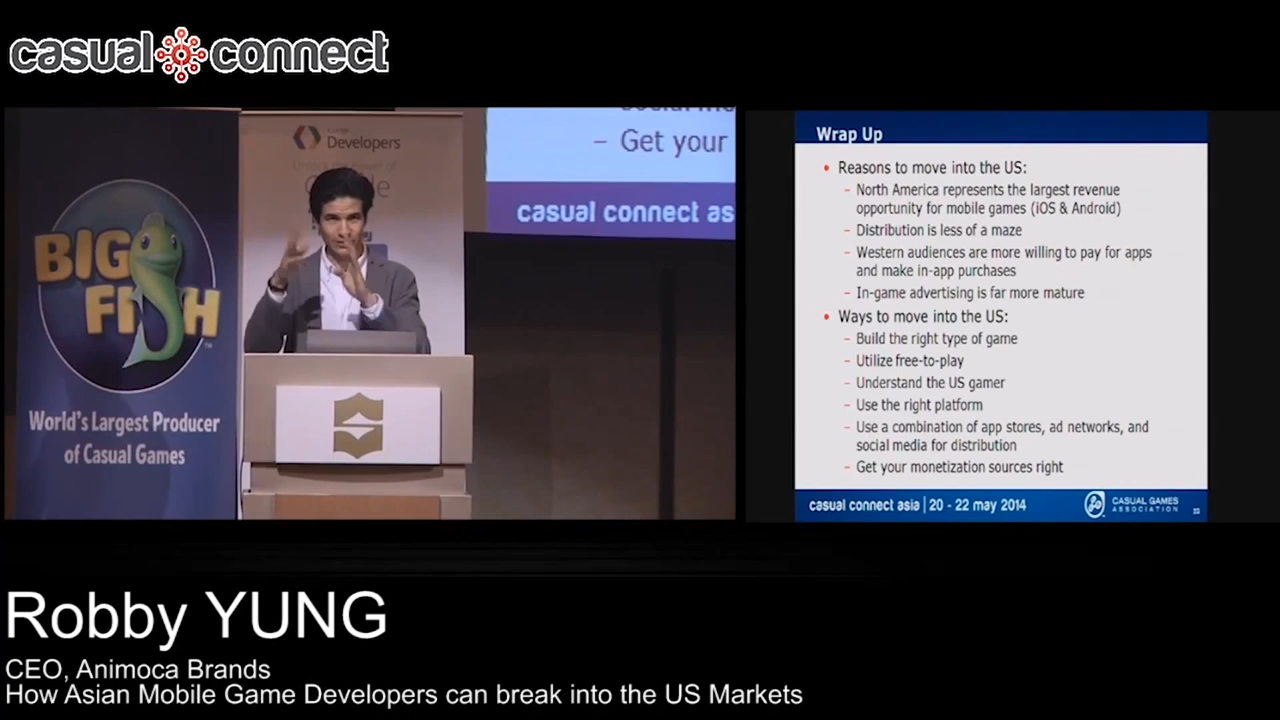 casual connect
Developers
Get your
casual connect as
BIG
FISH
TM
World's Largest Producer
of Casual Games
Wrap Up
• Reasons to move into the US:
– North America represents the largest revenue
opportunity for mobile games (iOS & Android)
– Distribution is less of a maze
– Western audiences are more willing to pay for apps
and make in-app purchases
– In-game advertising is far more mature
• Ways to move into the US:
– Build the right type of game
– Utilize free-to-play
– Understand the US gamer
– Use the right platform
– Use a combination of app stores, ad networks, and
social media for distribution
– Get your monetization sources right
casual connect asia | 20 - 22 may 2014
CASUAL GAMES
ASSOCIATION
Robby YUNG
CEO, Animoca Brands
How Asian Mobile Game Developers can break into the US Markets